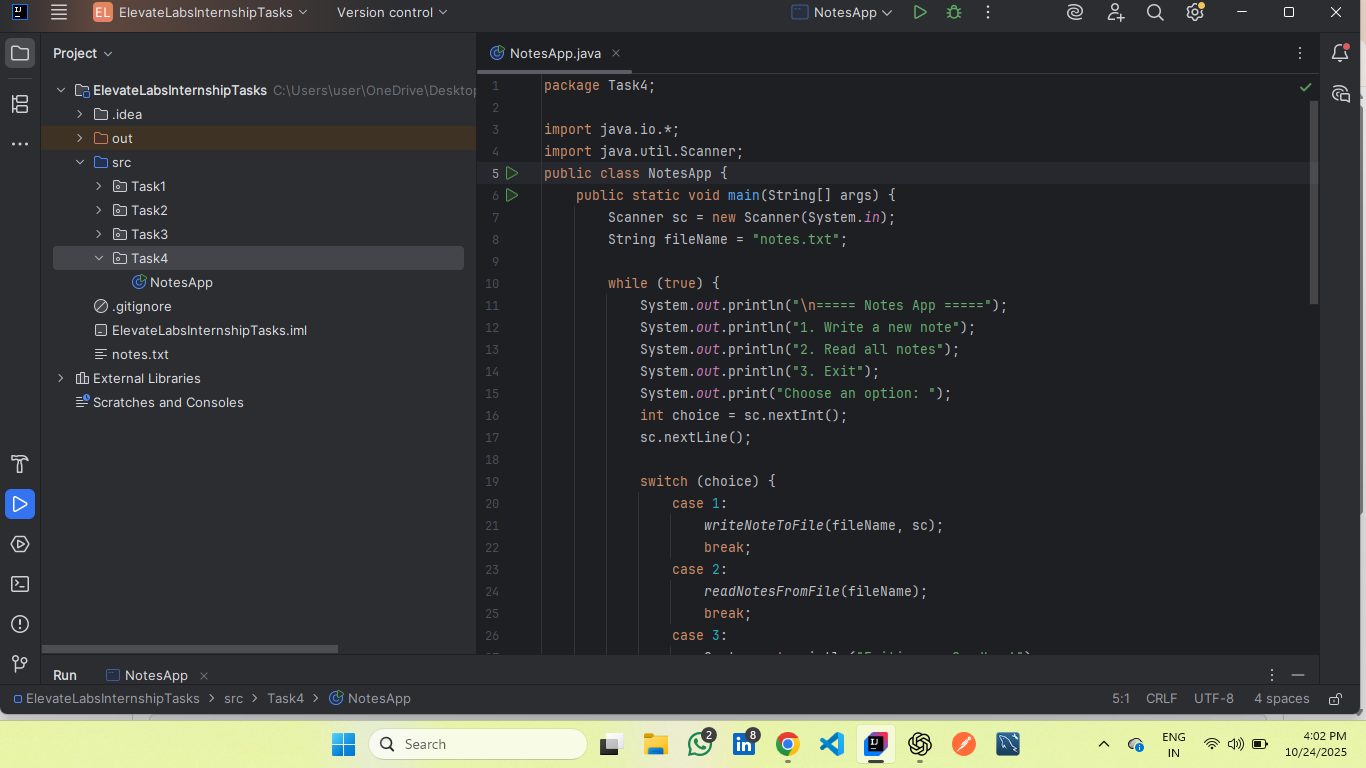 EL ElevateLabsInternshipTasks Version control NotesApp
Project
NotesApp.java
ElevateLabsInternshipTasks C:\Users\user\OneDrive\Desktop
.idea
out
src
Task1
Task2
Task3
Task4
NotesApp
.gitignore
ElevateLabsInternshipTasks.iml
notes.txt
External Libraries
Scratches and Consoles
1 package Task4;
2
3 import java.io.*;
4 import java.util.Scanner;
5 public class NotesApp {
6 public static void main(String[] args) {
7 Scanner sc = new Scanner(System.in);
8 String fileName = "notes.txt";
9
10 while (true) {
11 System.out.println("\n===== Notes App =====");
12 System.out.println("1. Write a new note");
13 System.out.println("2. Read all notes");
14 System.out.println("3. Exit");
15 System.out.print("Choose an option: ");
16 int choice = sc.nextInt();
17 sc.nextLine();
18
19 switch (choice) {
20 case 1:
21 writeNoteToFile(fileName, sc);
22 break;
23 case 2:
24 readNotesFromFile(fileName);
25 break;
26 case 3:
Run NotesApp
ElevateLabsInternshipTasks > src > Task4 > NotesApp 5:1 CRLF UTF-8 4 spaces
Search 2 8
ENG
IN
4:02 PM
10/24/2025